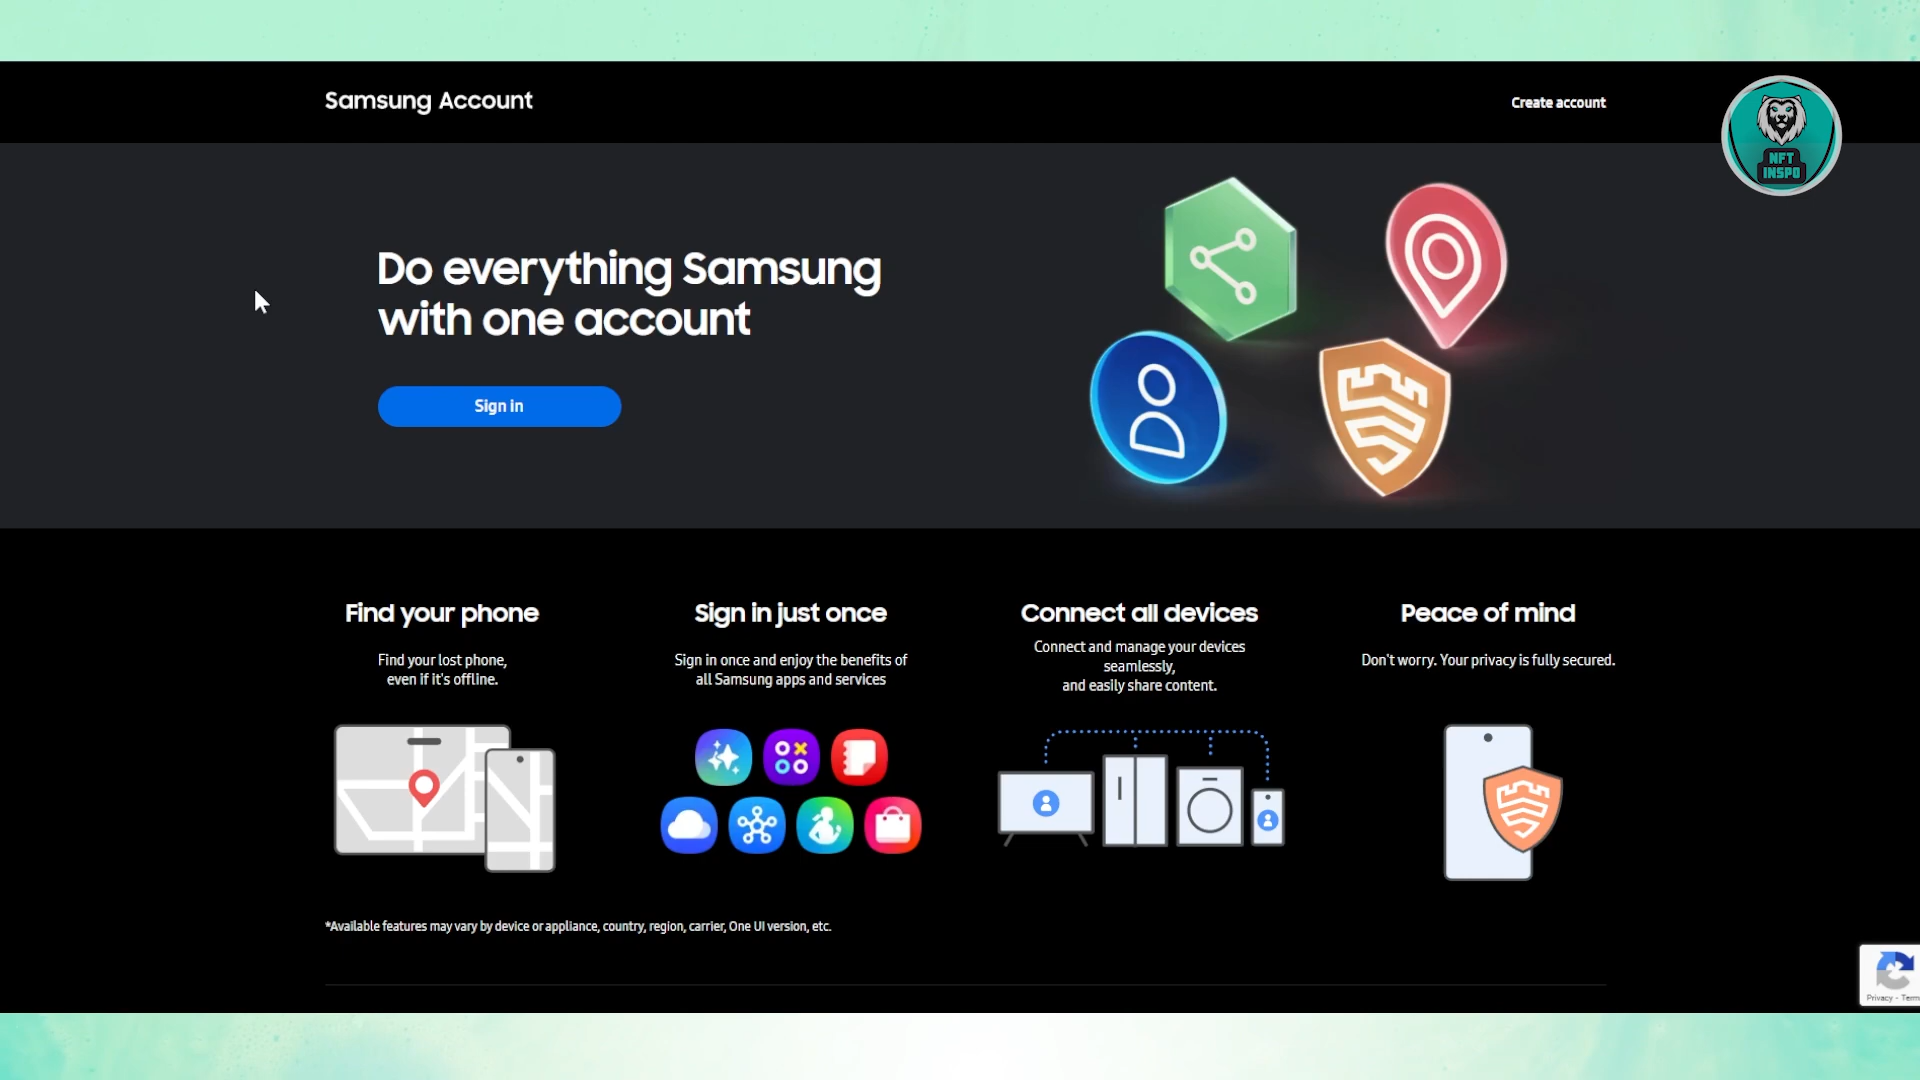 Samsung Account
Create account
NFT
INSPO
Do everything Samsung
with one account
Sign in
Find your phone
Find your lost phone,
even if it's offline.
Sign in just once
Sign in once and enjoy the benefits of
all Samsung apps and services
Connect all devices
Connect and manage your devices
seamlessly,
and easily share content.
Peace of mind
Don't worry. Your privacy is fully secured.
*Available features may vary by device or appliance, country, region, carrier, One UI version, etc.
Privacy - Terms